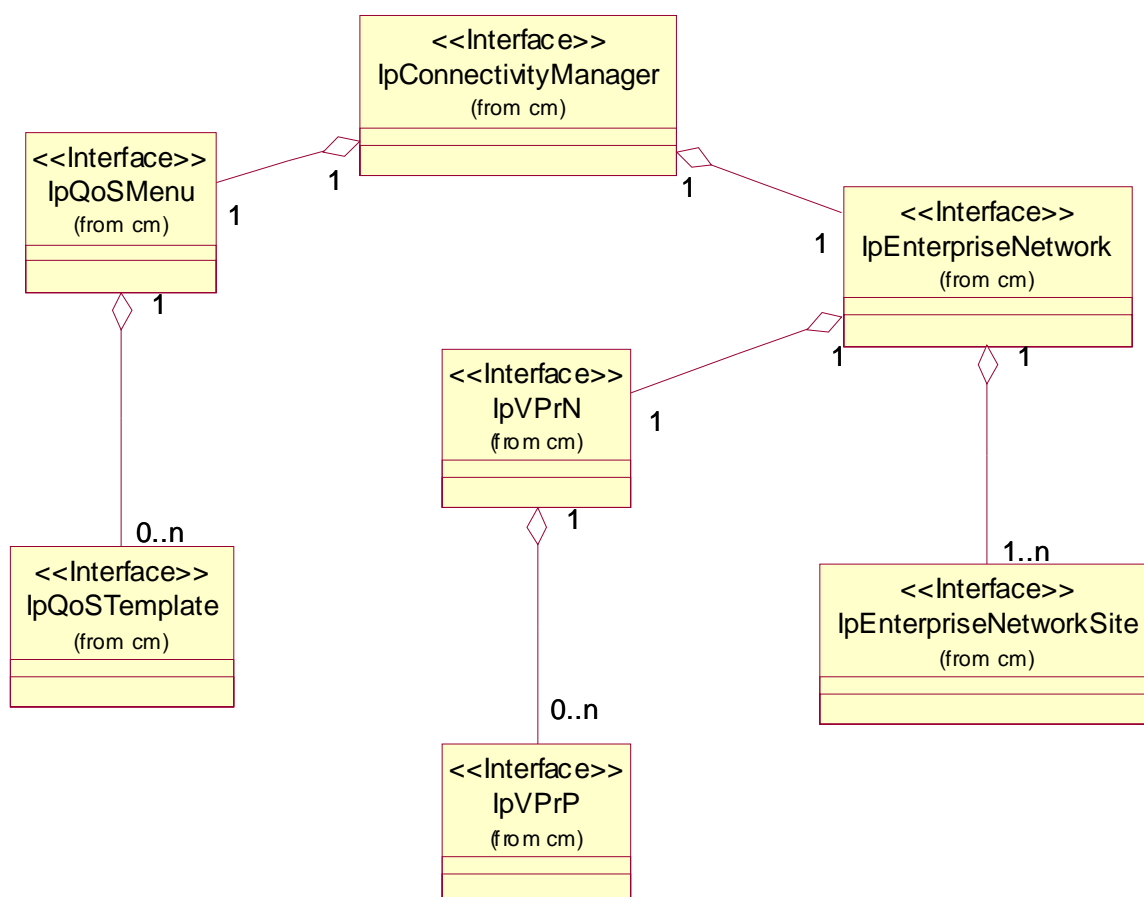 <<Interface>>
IpConnectivityManager
(from cm)
<<Interface>>
IpQoSMenu
(from cm)
1
1
1
1
<<Interface>>
IpEnterpriseNetwork
(from cm)
1
1
1
1
<<Interface>>
IpVPrN
(from cm)
1
0..n
1..n
<<Interface>>
IpQoSTemplate
(from cm)
<<Interface>>
IpEnterpriseNetworkSite
(from cm)
0..n
<<Interface>>
IpVPrP
(from cm)